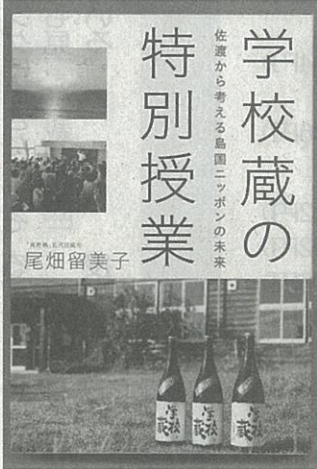 学校蔵の
特別授業
佐渡から考える島国ニッポンの未来
尾畑留美子
学校蔵
学校蔵
学校蔵